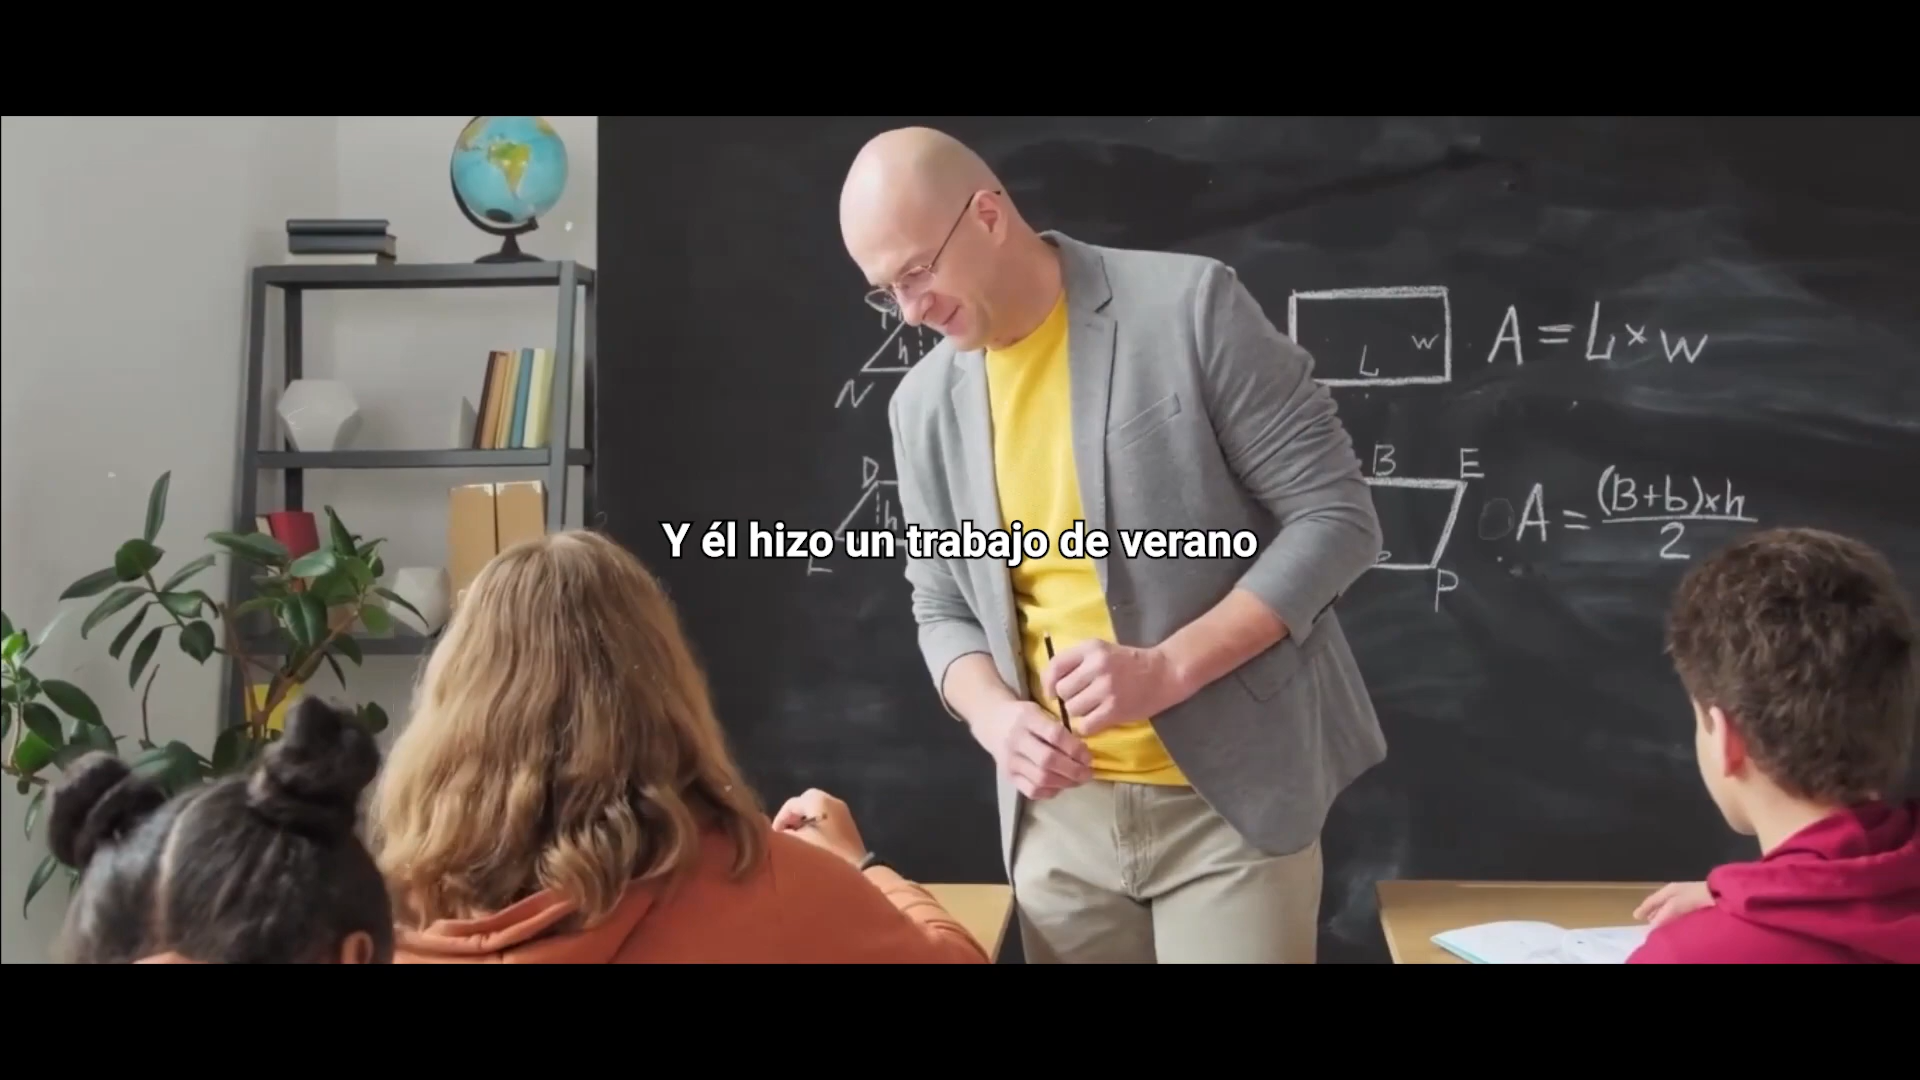 h
N
W
L
A = L × W
D
B
E
h
Y él hizo un trabajo de verano
A = (B+b)×h
2
P